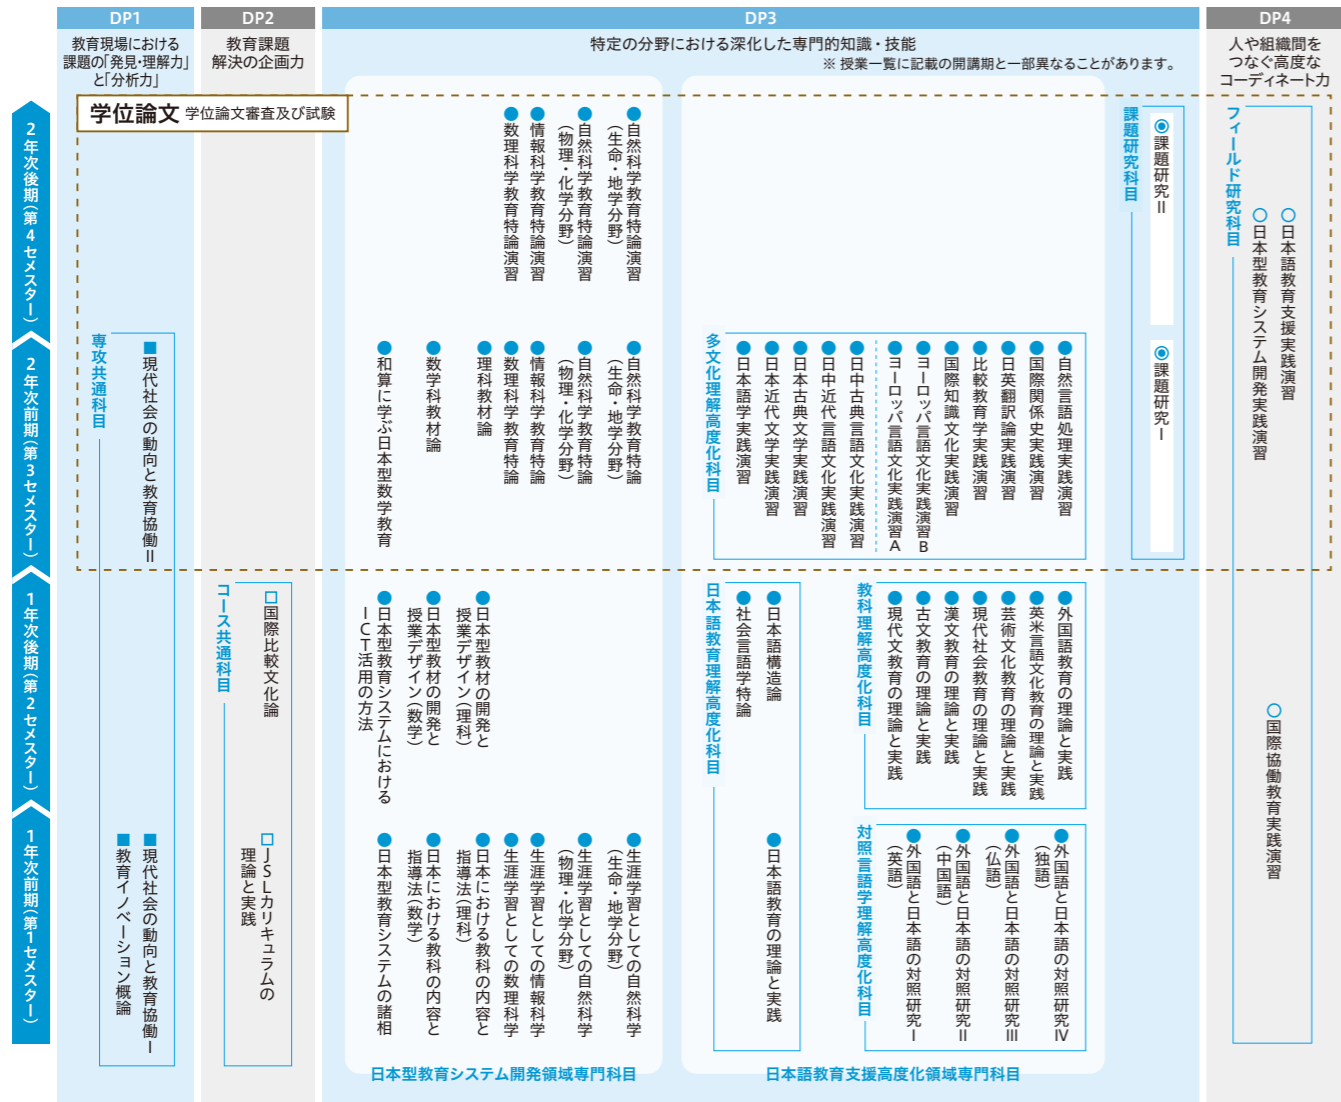 DP1
教育現場における
課題の「発見・理解力」
と「分析力」
DP2
教育課題
解決の企画力
DP3
特定の分野における深化した専門的知識・技能
※ 授業一覧に記載の開講期と一部異なることがあります。
DP4
人や組織間を
つなぐ高度な
コーディネート力
2年次後期(第4セメスター)
2年次前期(第3セメスター)
1年次後期(第2セメスター)
1年次前期(第1セメスター)
学位論文 学位論文審査及び試験
専攻共通科目
■現代社会の動向と教育協働II
■現代社会の動向と教育協働I
■教育イノベーション概論
コース共通科目
□国際比較文化論
□JSLカリキュラムの
理論と実践
●数理科学教育特論演習
●情報科学教育特論演習
●自然科学教育特論演習
(物理・化学分野)
●自然科学教育特論演習
(生命・地学分野)
●和算に学ぶ日本型数学教育
●数学科教材論
●理科教材論
●数理科学教育特論
●情報科学教育特論
●自然科学教育特論
(物理・化学分野)
●自然科学教育特論
(生命・地学分野)
●日本型教育システムにおける
ICT活用の方法
●日本型教材の開発と
授業デザイン(数学)
●日本型教材の開発と
授業デザイン(理科)
●日本型教育システムの諸相
●日本における教科の内容と
指導法(数学)
●日本における教科の内容と
指導法(理科)
●生涯学習としての数理科学
●生涯学習としての情報科学
●生涯学習としての自然科学
(物理・化学分野)
●生涯学習としての自然科学
(生命・地学分野)
日本型教育システム開発領域専門科目
多文化理解高度化科目
●日本語学実践演習
●日本近代文学実践演習
●日本古典文学実践演習
●日中近代言語文化実践演習
●日中古典言語文化実践演習
●ヨーロッパ言語文化実践演習A
●ヨーロッパ言語文化実践演習B
●国際知識文化実践演習
●比較教育学実践演習
●日英翻訳論実践演習
●国際関係史実践演習
●自然言語処理実践演習
日本語教育理解高度化科目
●社会言語学特論
●日本語構造論
●日本語教育の理論と実践
教科理解高度化科目
●現代文教育の理論と実践
●古文教育の理論と実践
●漢文教育の理論と実践
●現代社会教育の理論と実践
●芸術文化教育の理論と実践
●英米言語文化教育の理論と実践
●外国語教育の理論と実践
対照言語学理解高度化科目
●外国語と日本語の対照研究I
(英語)
●外国語と日本語の対照研究II
(中国語)
●外国語と日本語の対照研究III
(仏語)
●外国語と日本語の対照研究IV
(独語)
日本語教育支援高度化領域専門科目
課題研究科目
◉課題研究II
◉課題研究I
フィールド研究科目
○日本型教育システム開発実践演習
○日本語教育支援実践演習
○国際協働教育実践演習